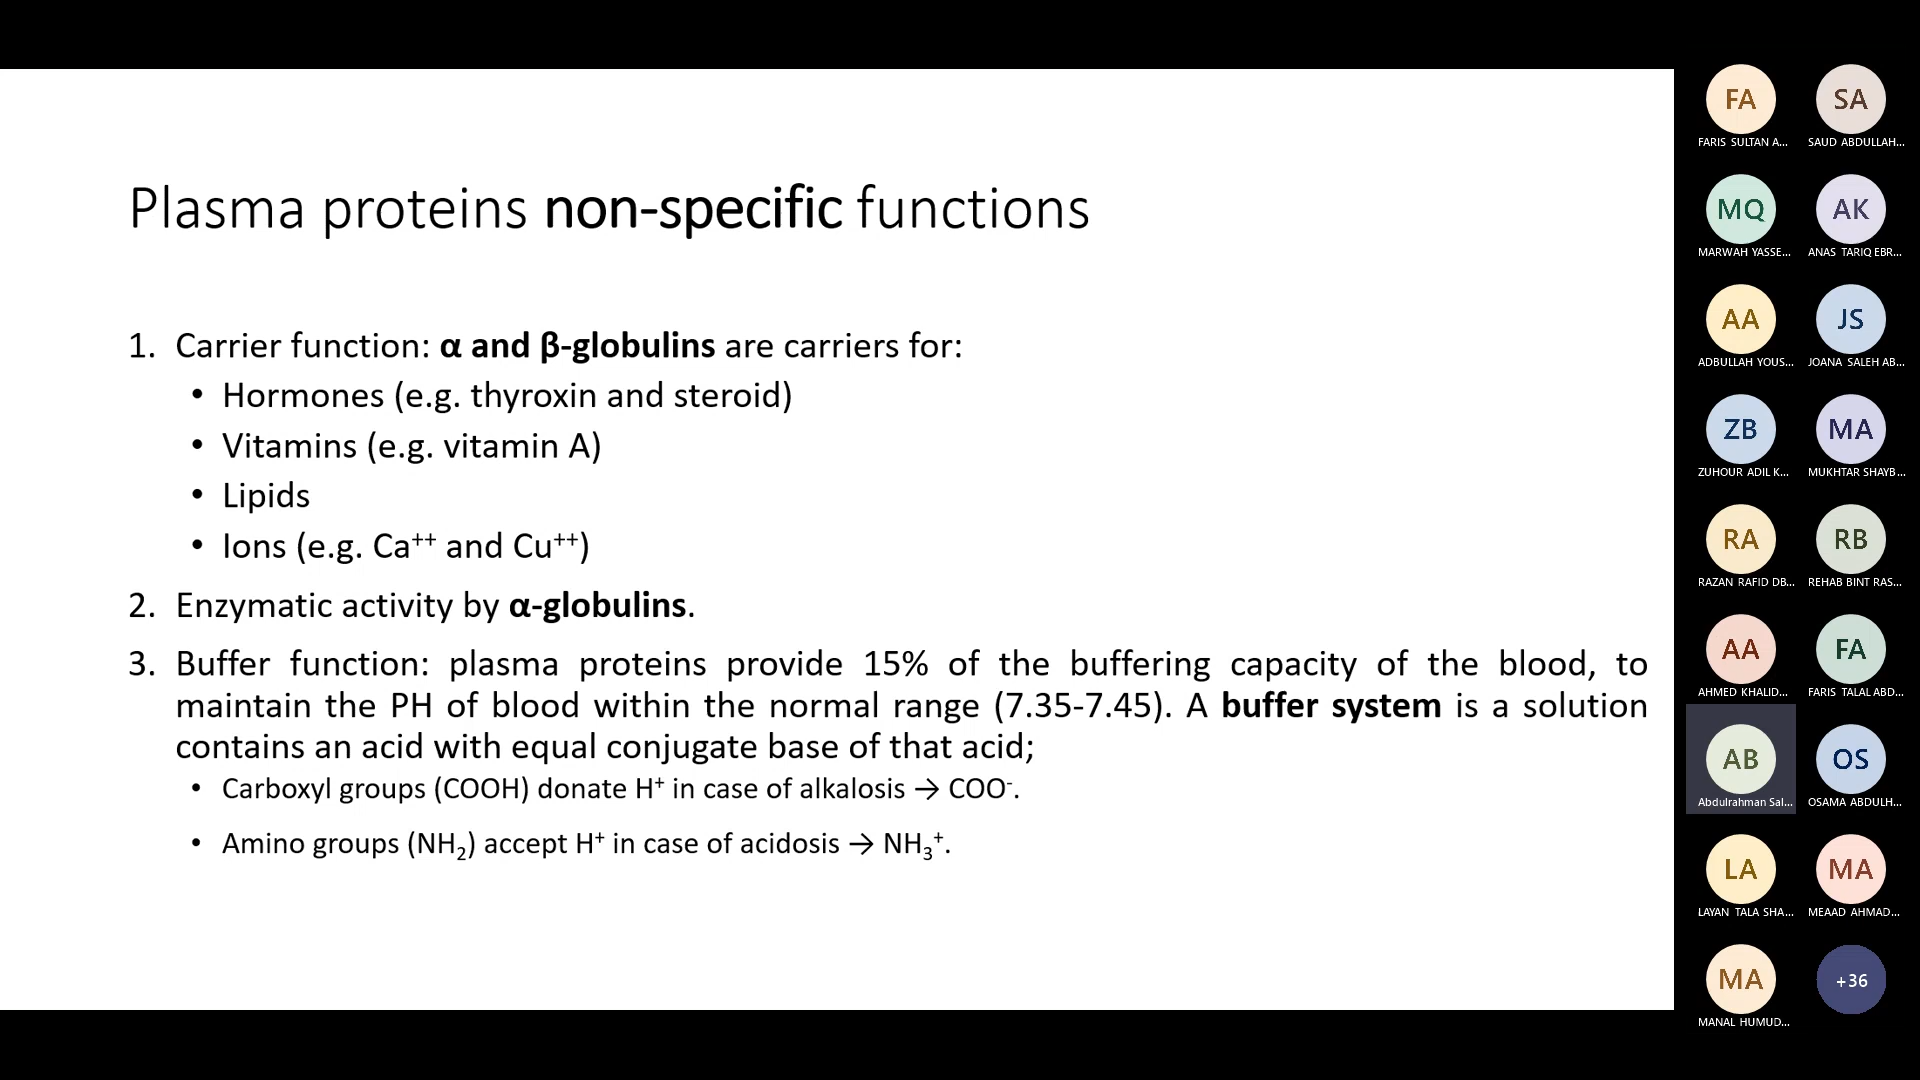 Plasma proteins non-specific functions
1. Carrier function: α and β-globulins are carriers for:
• Hormones (e.g. thyroxin and steroid)
• Vitamins (e.g. vitamin A)
• Lipids
• Ions (e.g. Ca⁺⁺ and Cu⁺⁺)
2. Enzymatic activity by α-globulins.
3. Buffer function: plasma proteins provide 15% of the buffering capacity of the blood, to
maintain the PH of blood within the normal range (7.35-7.45). A buffer system is a solution
contains an acid with equal conjugate base of that acid;
• Carboxyl groups (COOH) donate H⁺ in case of alkalosis → COO⁻.
• Amino groups (NH₂) accept H⁺ in case of acidosis → NH₃⁺.
FA SA
FARIS SULTAN A... SAUD ABDULLAH...
MQ AK
MARWAH YASSE... ANAS TARIQ EBR...
AA JS
ADBULLAH YOUS... JOANA SALEH AB...
ZB MA
ZUHOUR ADIL K... MUKHTAR SHAYB...
RA RB
RAZAN RAFID DB... REHAB BINT RAS...
AA FA
AHMED KHALID... FARIS TALAL ABD...
AB OS
Abdulrahman Sal... OSAMA ABDULH...
LA MA
LAYAN TALA SHA... MEAAD AHMAD...
MA +36
MANAL HUMUD...